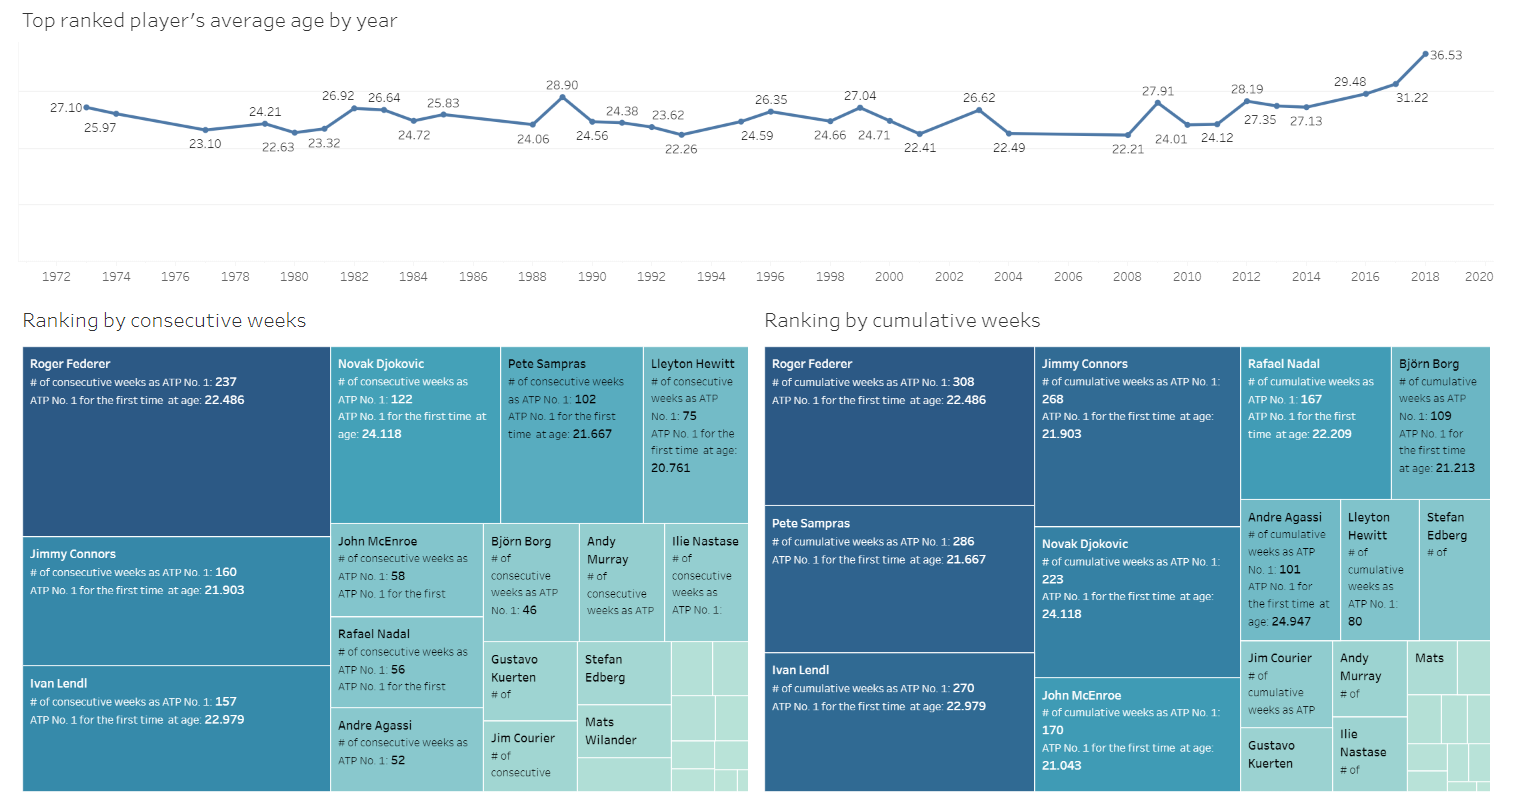 Top ranked player's average age by year
27.10
25.97
23.10
24.21
22.63
23.32
26.92
26.64
24.72
25.83
24.06
28.90
24.56
24.38
23.62
22.26
24.59
26.35
24.66
27.04
24.71
22.41
26.62
22.49
22.21
27.91
24.01
24.12
28.19
27.35
27.13
29.48
31.22
36.53
1972 1974 1976 1978 1980 1982 1984 1986 1988 1990 1992 1994 1996 1998 2000 2002 2004 2006 2008 2010 2012 2014 2016 2018 2020
Ranking by consecutive weeks
Roger Federer
# of consecutive weeks as ATP No. 1: 237
ATP No. 1 for the first time at age: 22.486
Jimmy Connors
# of consecutive weeks as ATP No. 1: 160
ATP No. 1 for the first time at age: 21.903
Ivan Lendl
# of consecutive weeks as ATP No. 1: 157
ATP No. 1 for the first time at age: 22.979
Novak Djokovic
# of consecutive weeks as
ATP No. 1: 122
ATP No. 1 for the first time at
age: 24.118
Pete Sampras
# of consecutive weeks
as ATP No. 1: 102
ATP No. 1 for the first
time at age: 21.667
Lleyton Hewitt
# of consecutive
weeks as ATP
No. 1: 75
ATP No. 1 for the
first time at age:
20.761
John McEnroe
# of consecutive weeks as
ATP No. 1: 58
ATP No. 1 for the first
Rafael Nadal
# of consecutive weeks as
ATP No. 1: 56
ATP No. 1 for the first
Andre Agassi
# of consecutive weeks as
ATP No. 1: 52
Björn Borg
# of
consecutive
weeks as ATP
No. 1: 46
Andy
Murray
# of
consecutive
weeks as ATP
Ilie Nastase
# of
consecutive
weeks as
ATP No. 1:
Gustavo
Kuerten
# of
Jim Courier
# of
consecutive
Stefan
Edberg
Mats
Wilander
Ranking by cumulative weeks
Roger Federer
# of cumulative weeks as ATP No. 1: 308
ATP No. 1 for the first time at age: 22.486
Pete Sampras
# of cumulative weeks as ATP No. 1: 286
ATP No. 1 for the first time at age: 21.667
Ivan Lendl
# of cumulative weeks as ATP No. 1: 270
ATP No. 1 for the first time at age: 22.979
Jimmy Connors
# of cumulative weeks as ATP No. 1:
268
ATP No. 1 for the first time at age:
21.903
Novak Djokovic
# of cumulative weeks as ATP No. 1:
223
ATP No. 1 for the first time at age:
24.118
John McEnroe
# of cumulative weeks as ATP No. 1:
170
ATP No. 1 for the first time at age:
21.043
Rafael Nadal
# of cumulative weeks as
ATP No. 1: 167
ATP No. 1 for the first
time at age: 22.209
Björn Borg
# of cumulative
weeks as ATP
No. 1: 109
ATP No. 1 for
the first time
at age: 21.213
Andre Agassi
# of cumulative
weeks as ATP
No. 1: 101
ATP No. 1 for
the first time at
age: 24.947
Lleyton
Hewitt
# of
cumulative
weeks as
ATP No. 1:
80
Stefan
Edberg
# of
Jim Courier
# of
cumulative
weeks as ATP
Gustavo
Kuerten
Andy
Murray
# of
Ilie
Nastase
# of
Mats